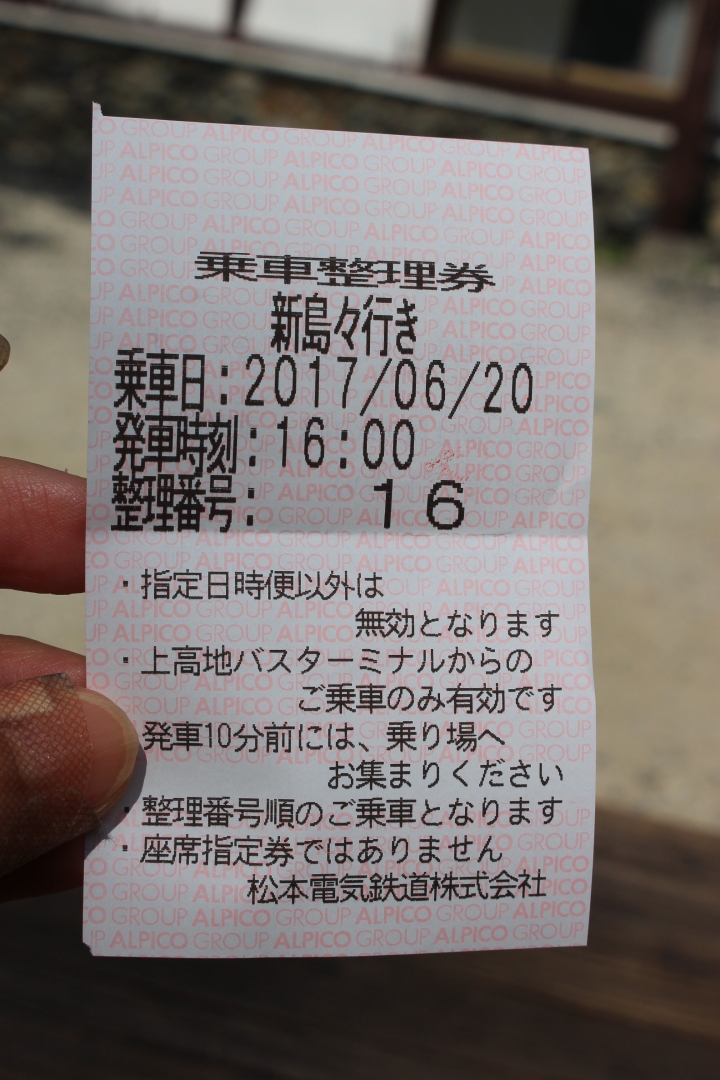 乗車整理券
新島々行き
乗車日：2017/06/20
発車時刻：16：00
整理番号： 16
・指定日時便以外は
無効となります
・上高地バスターミナルからの
ご乗車のみ有効です
発車10分前には、乗り場へ
お集まりください
・整理番号順のご乗車となります
・座席指定券ではありません
松本電気鉄道株式会社
ALPICO GROUP